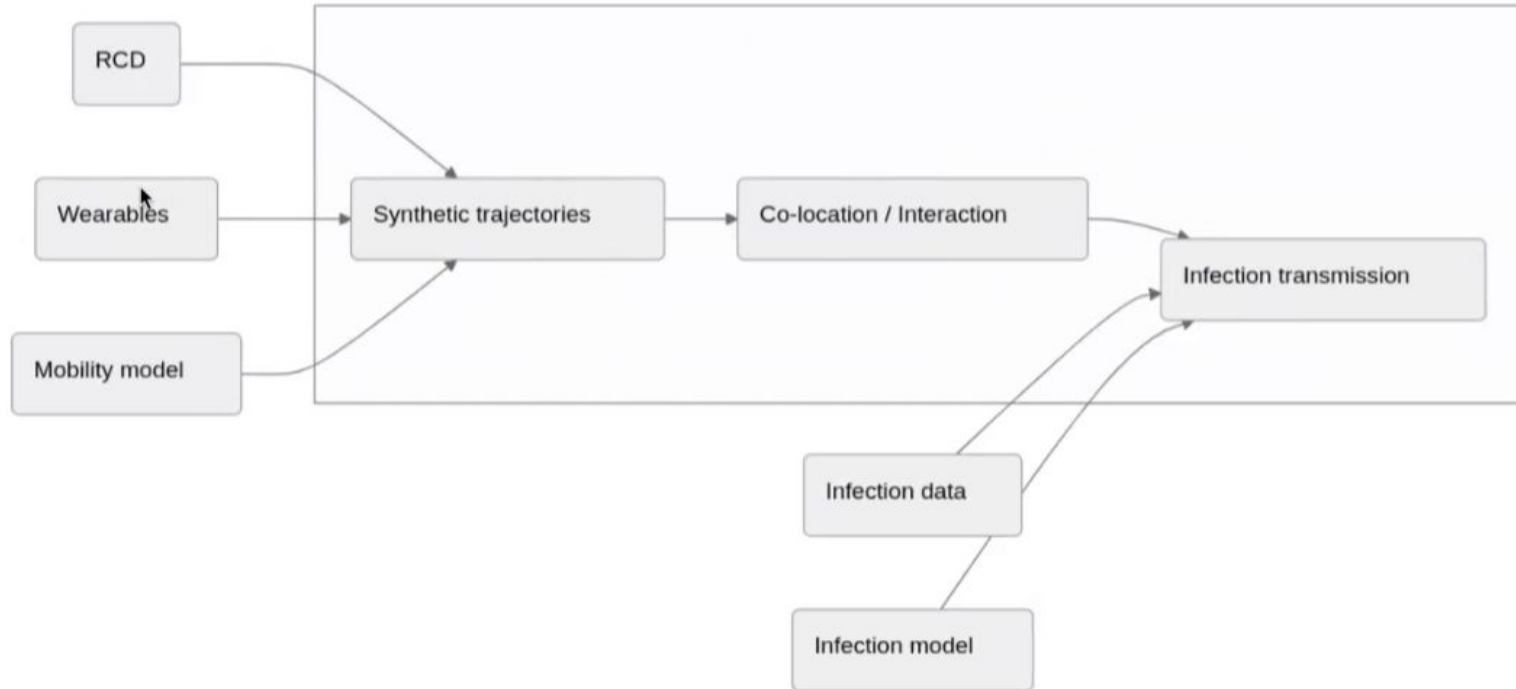 RCD
Wearables
Synthetic trajectories
Co-location / Interaction
Infection transmission
Mobility model
Infection data
Infection model